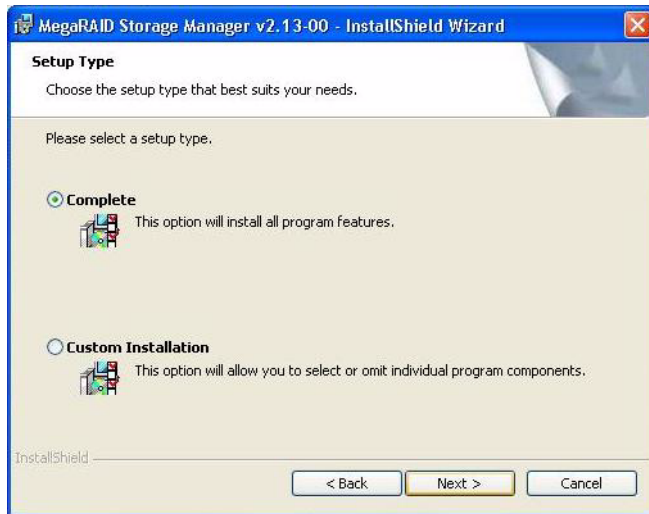 MegaRAID Storage Manager v2.13-00 - InstallShield Wizard
Setup Type
Choose the setup type that best suits your needs.
Please select a setup type.
Complete
This option will install all program features.
Custom Installation
This option will allow you to select or omit individual program components.
InstallShield
< Back Next > Cancel